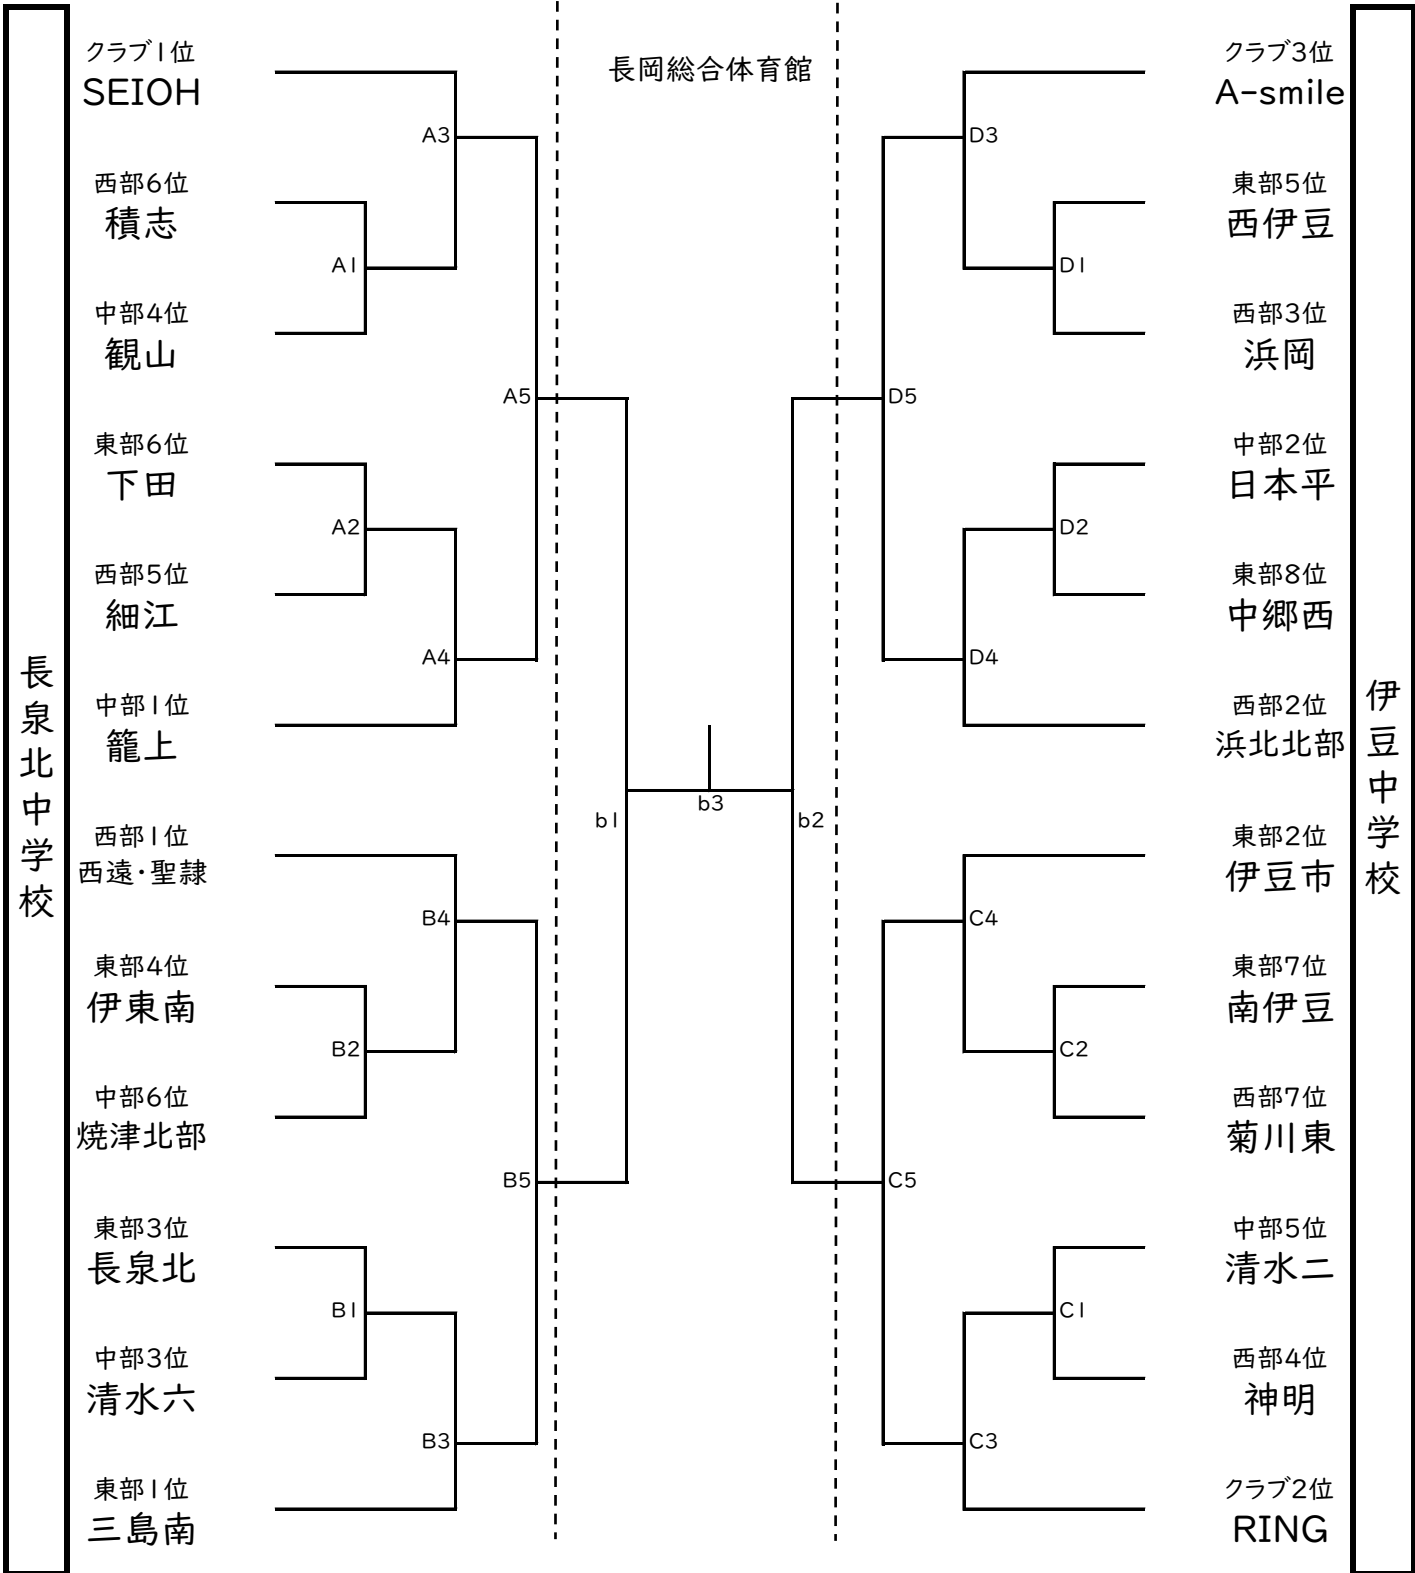 長泉北中学校
クラブ1位
SEIOH
西部6位
積志
中部4位
観山
東部6位
下田
西部5位
細江
中部1位
籠上
西部1位
西遠・聖隷
東部4位
伊東南
中部6位
焼津北部
東部3位
長泉北
中部3位
清水六
東部1位
三島南
A3
A1
A5
A2
A4
B4
B2
B5
B1
B3
長岡総合体育館
b1
b3
b2
D3
D1
D5
D2
D4
C4
C2
C5
C1
C3
クラブ3位
A-smile
東部5位
西伊豆
西部3位
浜岡
中部2位
日本平
東部8位
中郷西
西部2位
浜北北部
東部2位
伊豆市
東部7位
南伊豆
西部7位
菊川東
中部5位
清水二
西部4位
神明
クラブ2位
RING
伊豆中学校